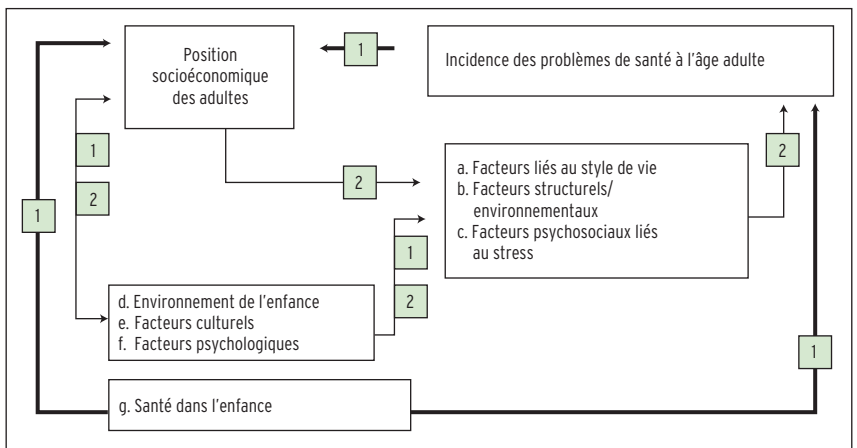 Position
socioéconomique
des adultes
1
Incidence des problèmes de santé à l'âge adulte
1
2
1
2
a. Facteurs liés au style de vie
b. Facteurs structurels/
environnementaux
c. Facteurs psychosociaux liés
au stress
2
1
2
d. Environnement de l'enfance
e. Facteurs culturels
f. Facteurs psychologiques
1
g. Santé dans l'enfance